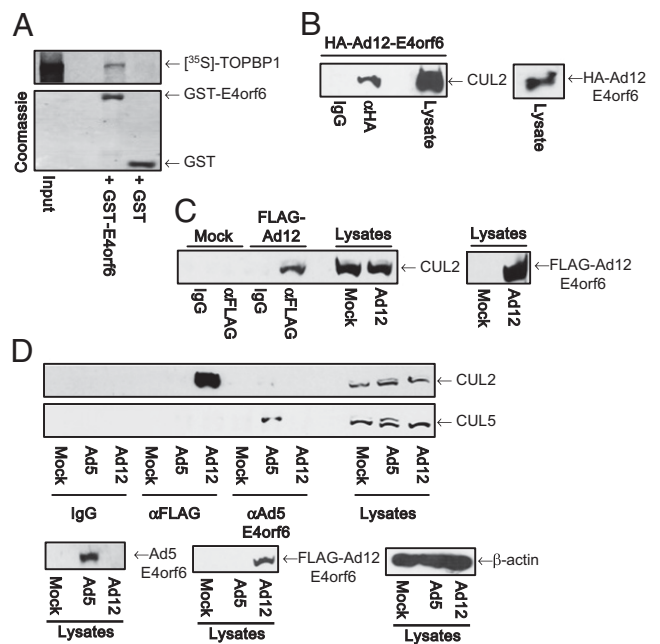 A
[³⁵S]-TOPBP1
GST-E4orf6
GST
Coomassie
Input
+ GST-E4orf6
+ GST
B
HA-Ad12-E4orf6
CUL2
HA-Ad12
E4orf6
IgG
αHA
Lysate
Lysate
C
Mock
FLAG-
Ad12
Lysates
Lysates
CUL2
FLAG-Ad12
E4orf6
IgG
αFLAG
IgG
αFLAG
Mock
Ad12
Mock
Ad12
D
CUL2
CUL5
Mock
Ad5
Ad12
Mock
Ad5
Ad12
Mock
Ad5
Ad12
Mock
Ad5
Ad12
IgG
αFLAG
αAd5
E4orf6
Lysates
Ad5
E4orf6
FLAG-Ad12
E4orf6
β-actin
Mock
Ad5
Ad12
Mock
Ad5
Ad12
Mock
Ad5
Ad12
Lysates
Lysates
Lysates